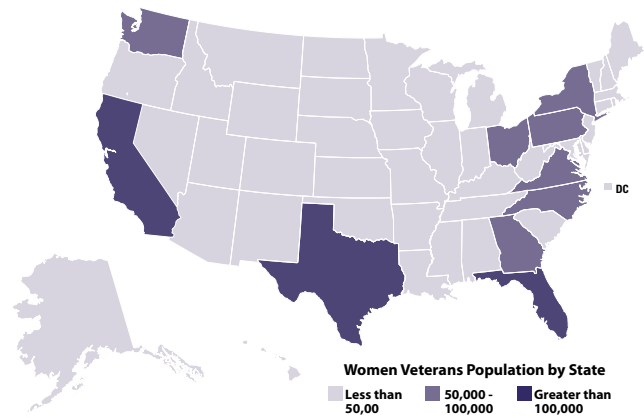 DC
Women Veterans Population by State
Less than 50,000 - Greater than
50,00 100,000 100,000